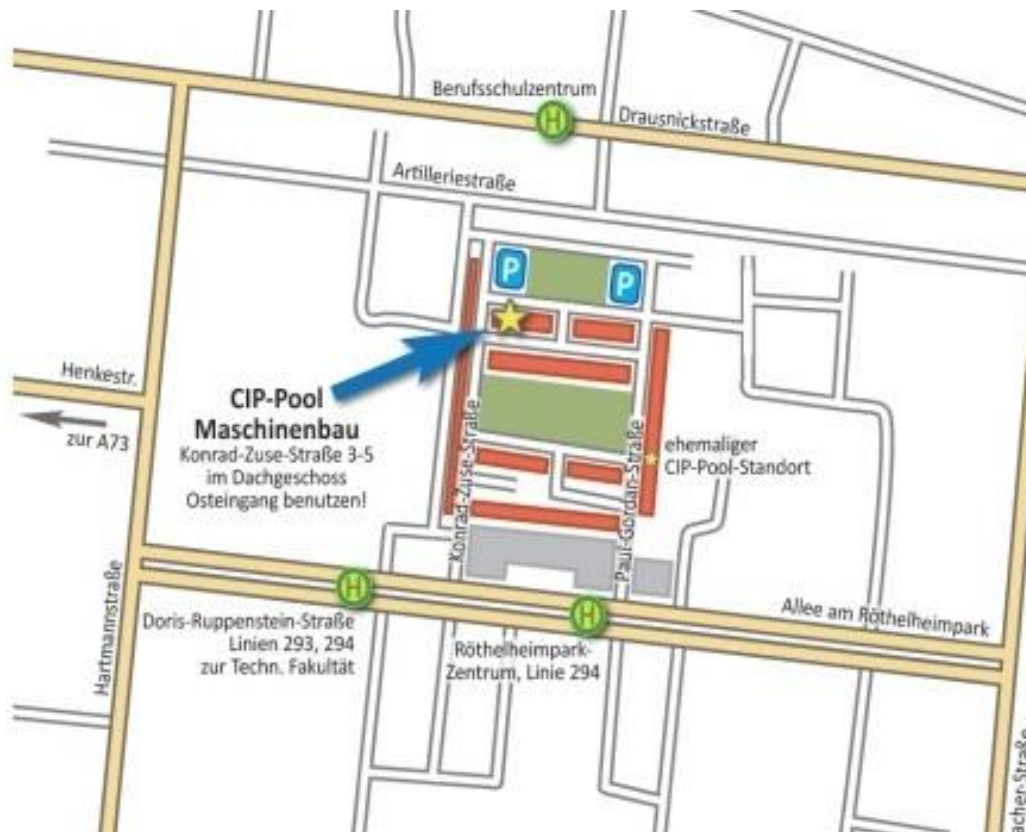 Berufsschulzentrum
H
Drausnickstraße
Artilleriestraße
P
P
Henkestr.
zur A73
CIP-Pool
Maschinenbau
Konrad-Zuse-Straße 3-5
im Dachgeschoss
Osteingang benutzen!
Konrad-Zuse-Straße
Paul-Gordan-Straße
ehemaliger
CIP-Pool-Standort
Hartmannstraße
H
Doris-Ruppenstein-Straße
Linien 293, 294
zur Techn. Fakultät
H
Röthelheimpark-
Zentrum, Linie 294
Allee am Röthelheimpark
acher-Straße